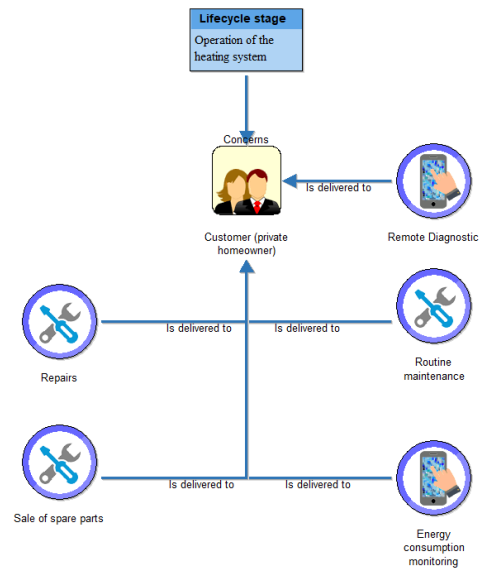 Lifecycle stage
Operation of the
heating system
Concerns
Is delivered to
Customer (private
homeowner)
Remote Diagnostic
Is delivered to
Is delivered to
Repairs
Routine
maintenance
Is delivered to
Is delivered to
Sale of spare parts
Energy
consumption
monitoring